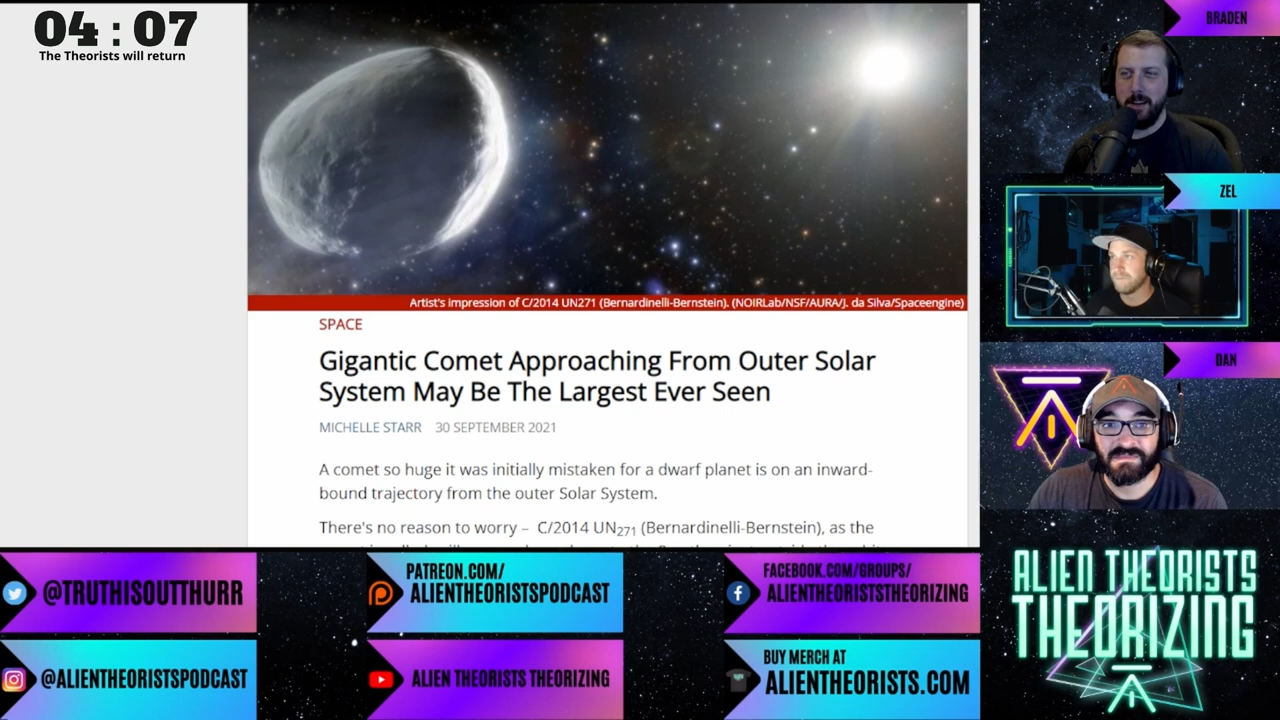 04 : 07
The Theorists will return
Artist's impression of C/2014 UN271 (Bernardinelli-Bernstein). (NOIRLab/NSF/AURA/J. da Silva/Spaceengine)
SPACE
Gigantic Comet Approaching From Outer Solar
System May Be The Largest Ever Seen
MICHELLE STARR 30 SEPTEMBER 2021
A comet so huge it was initially mistaken for a dwarf planet is on an inward-
bound trajectory from the outer Solar System.
There's no reason to worry – C/2014 UN271 (Bernardinelli-Bernstein), as the
BRADEN
ZEL
DAN
@TRUTHISOUTTHURR
PATREON.COM/
ALIENTHEORISTSPODCAST
FACEBOOK.COM/GROUPS/
ALIENTHEORISTSTHEORIZING
@ALIENTHEORISTSPODCAST
ALIEN THEORISTS THEORIZING
BUY MERCH AT
ALIENTHEORISTS.COM
ALIEN THEORISTS
THEORIZING